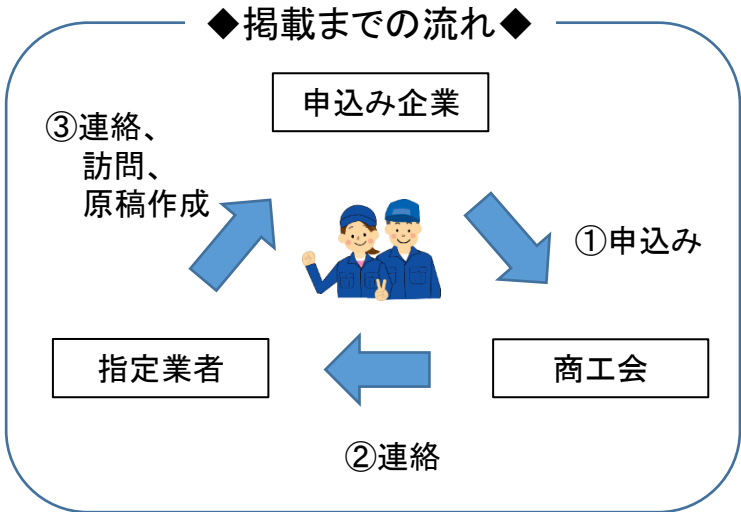 ◆掲載までの流れ◆
申込み企業
③連絡、
訪問、
原稿作成
①申込み
指定業者
商工会
②連絡